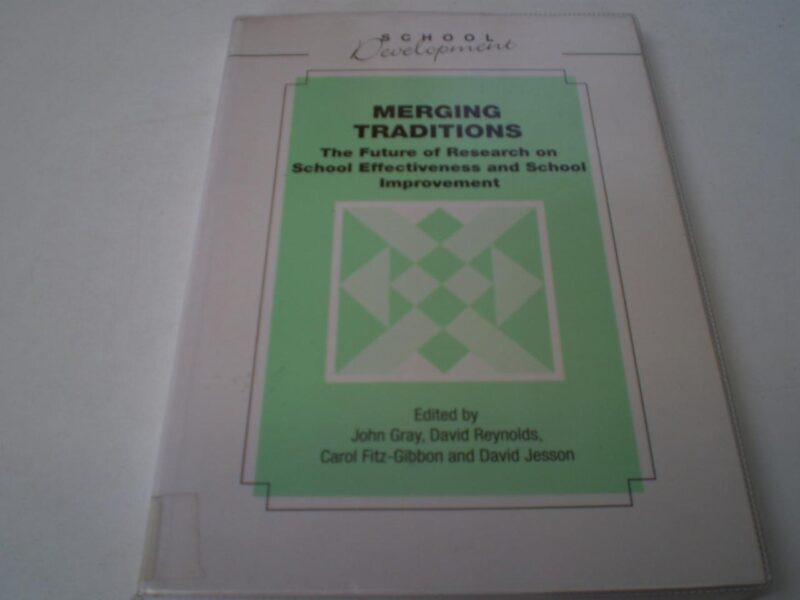 SCHOOL
Development
MERGING
TRADITIONS
The Future of Research on
School Effectiveness and School
Improvement
Edited by
John Gray, David Reynolds,
Carol Fitz-Gibbon and David Jesson